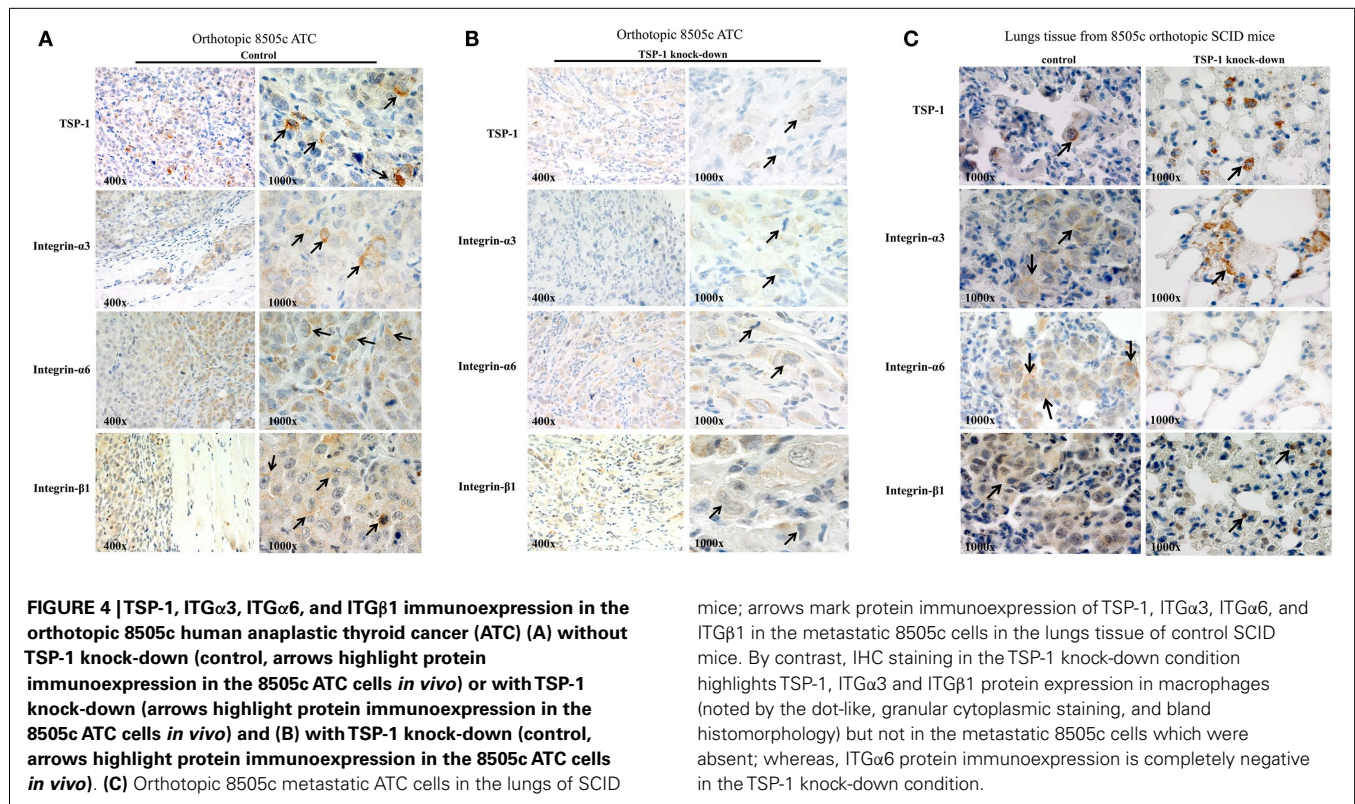 A
Orthotopic 8505c ATC
Control
TSP-1
400x
1000x
Integrin-α3
400x
1000x
Integrin-α6
400x
1000x
Integrin-β1
400x
1000x
B
Orthotopic 8505c ATC
TSP-1 knock-down
TSP-1
400x
1000x
Integrin-α3
400x
1000x
Integrin-α6
400x
1000x
Integrin-β1
400x
1000x
C
Lungs tissue from 8505c orthotopic SCID mice
control
TSP-1 knock-down
TSP-1
1000x
1000x
Integrin-α3
1000x
1000x
Integrin-α6
1000x
1000x
Integrin-β1
1000x
1000x
FIGURE 4 | TSP-1, ITGα3, ITGα6, and ITGβ1 immunoexpression in the
orthotopic 8505c human anaplastic thyroid cancer (ATC) (A) without
TSP-1 knock-down (control, arrows highlight protein
immunoexpression in the 8505c ATC cells in vivo) or with TSP-1
knock-down (arrows highlight protein immunoexpression in the
8505c ATC cells in vivo) and (B) with TSP-1 knock-down (control,
arrows highlight protein immunoexpression in the 8505c ATC cells
in vivo). (C) Orthotopic 8505c metastatic ATC cells in the lungs of SCID
mice; arrows mark protein immunoexpression of TSP-1, ITGα3, ITGα6, and
ITGβ1 in the metastatic 8505c cells in the lungs tissue of control SCID
mice. By contrast, IHC staining in the TSP-1 knock-down condition
highlights TSP-1, ITGα3 and ITGβ1 protein expression in macrophages
(noted by the dot-like, granular cytoplasmic staining, and bland
histomorphology) but not in the metastatic 8505c cells which were
absent; whereas, ITGα6 protein immunoexpression is completely negative
in the TSP-1 knock-down condition.